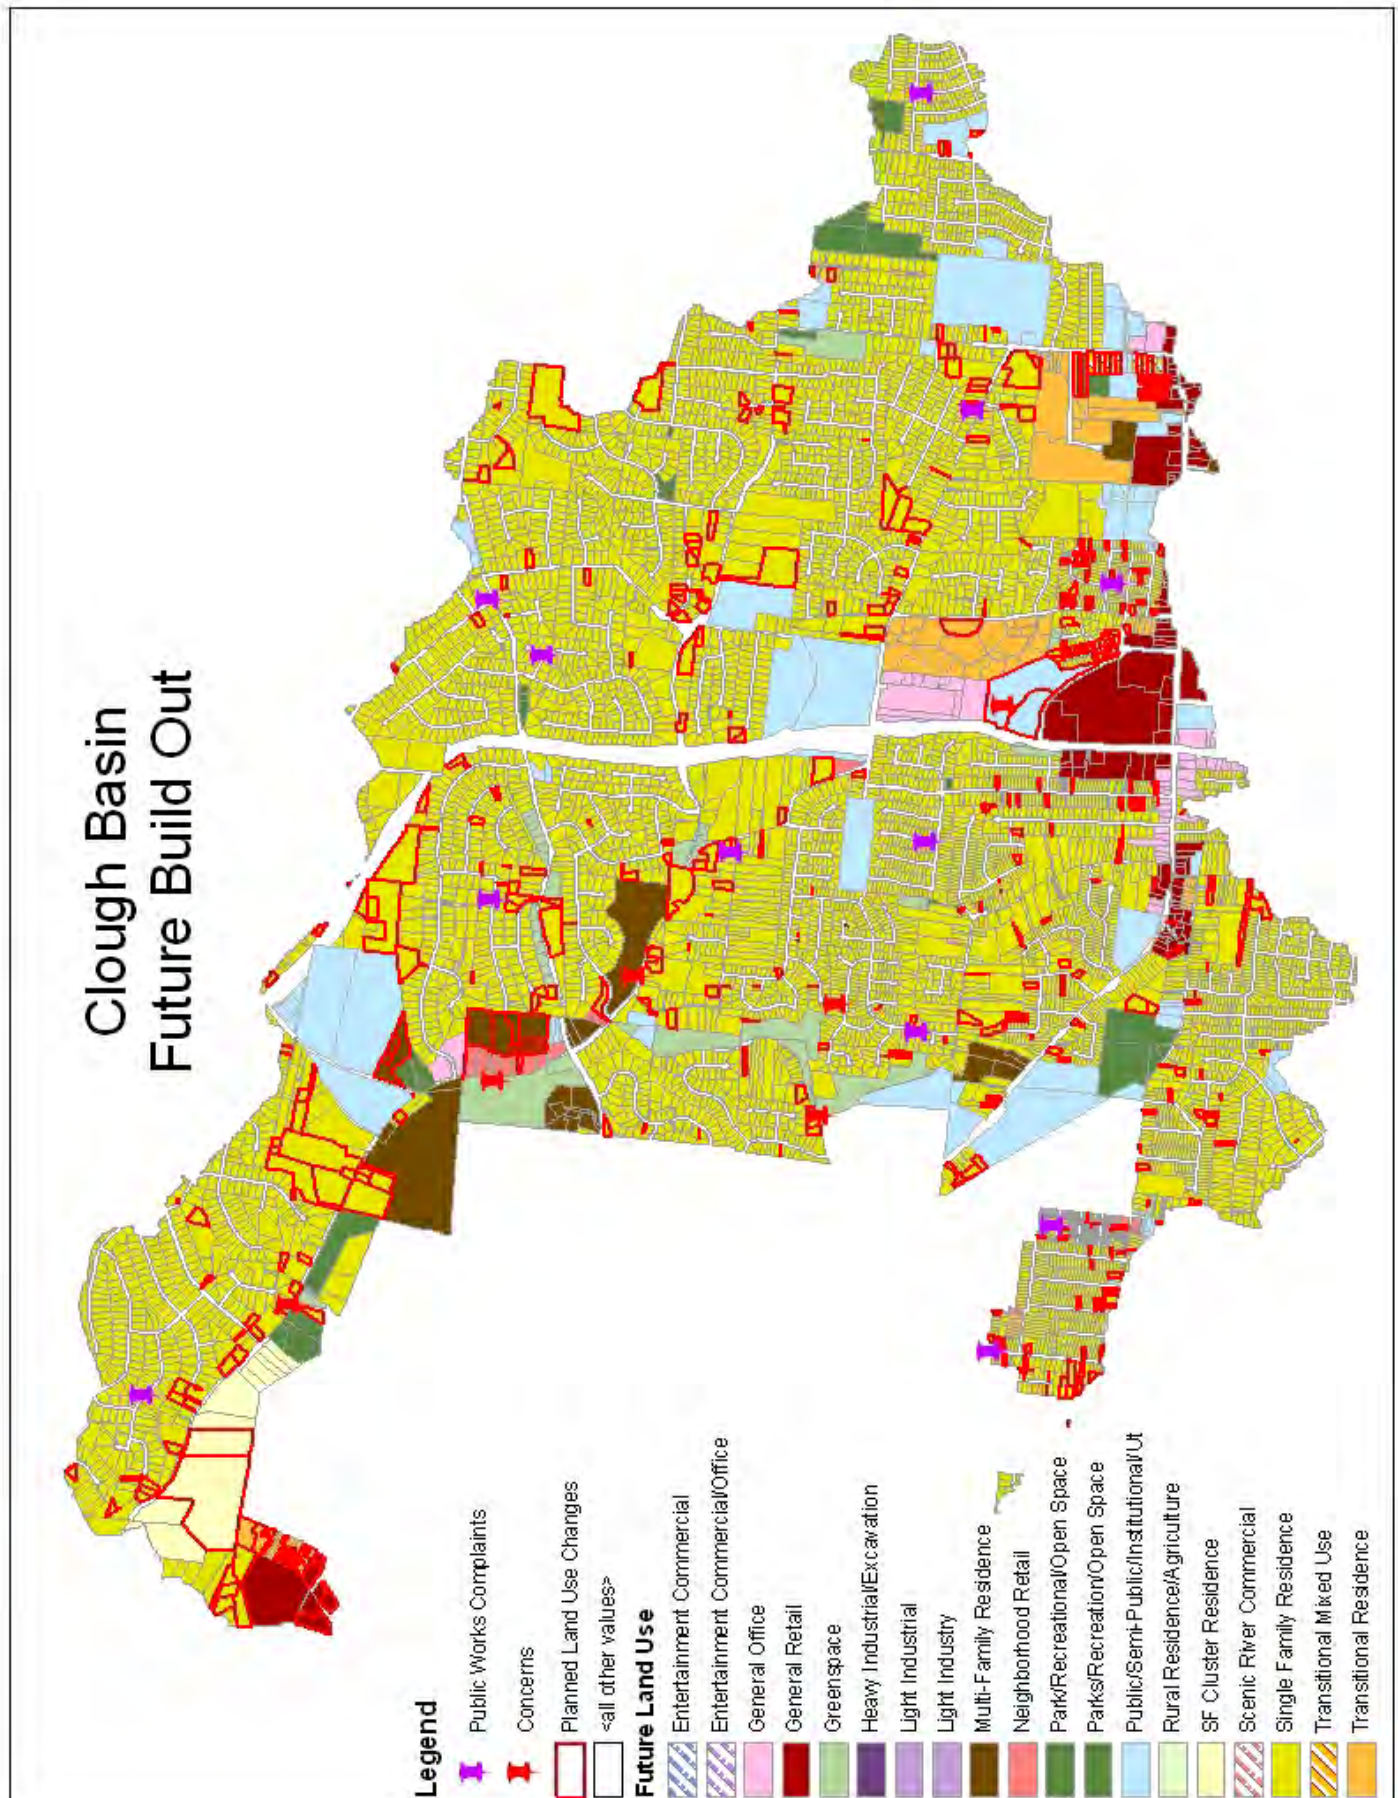 Clough Basin
Future Build Out
Legend
Public Works Complaints
Concerns
Planned Land Use Changes
<all other values>
Future Land Use
Entertainment Commercial
Entertainment Commercial/Office
General Office
General Retail
Greenspace
Heavy Industrial/Excavation
Light Industrial
Light Industry
Multi-Family Residence
Neighborhood Retail
Park/Recreational/Open Space
Parks/Recreation/Open Space
Public/Semi-Public/Institutional/Ut
Rural Residence/Agriculture
SF Cluster Residence
Scenic River Commercial
Single Family Residence
Transitional Mixed Use
Transitional Residence